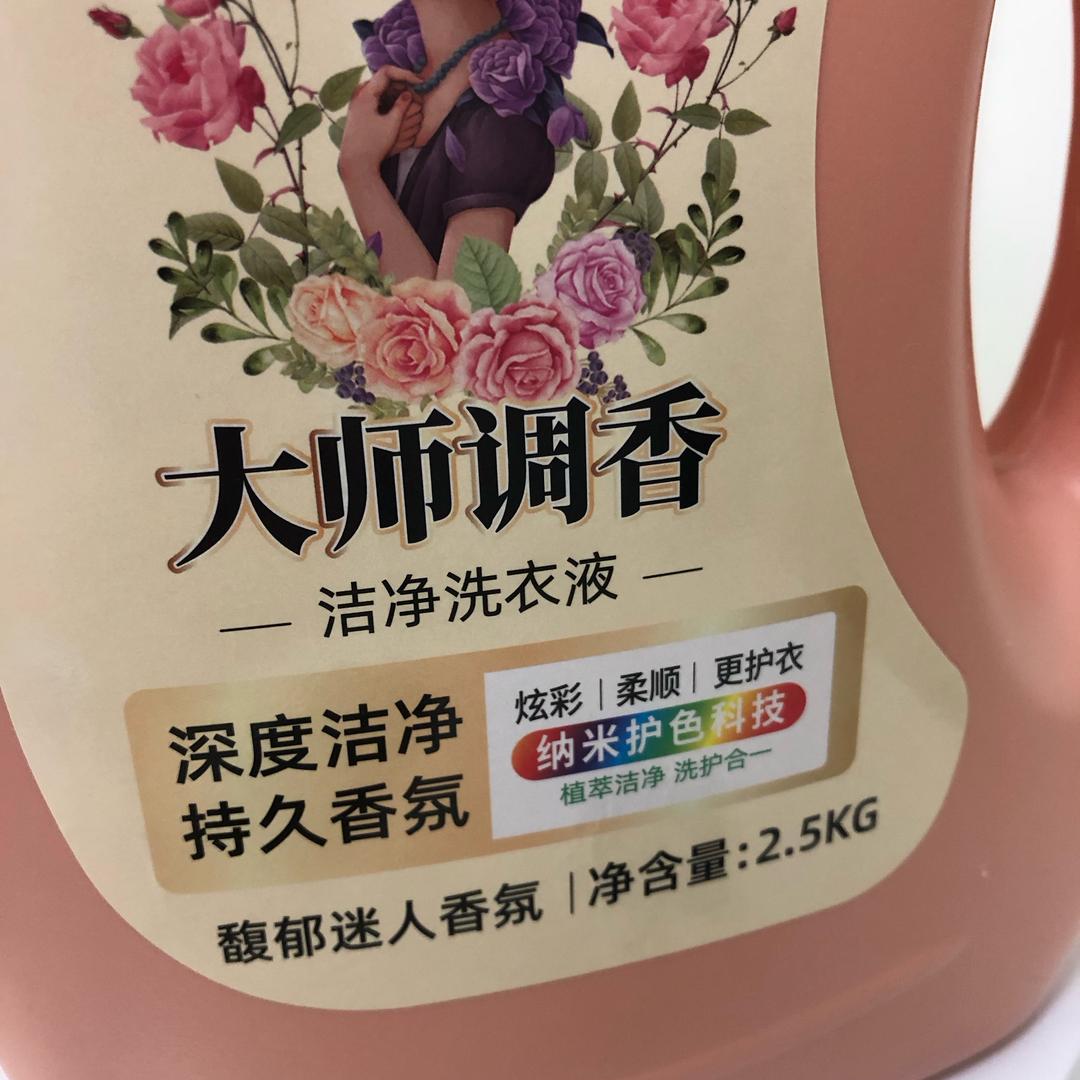 大师调香
洁净洗衣液
深度洁净
持久香氛
炫彩｜柔顺｜更护衣
纳米护色科技
植萃洁净 洗护合一
馥郁迷人香氛｜净含量:2.5KG